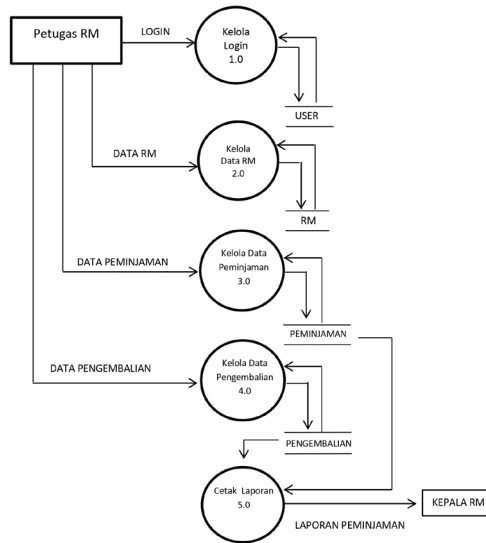 Petugas RM
LOGIN
Kelola
Login
1.0
USER
DATA RM
Kelola
Data RM
2.0
RM
DATA PEMINJAMAN
Kelola Data
Peminjaman
3.0
PEMINJAMAN
DATA PENGEMBALIAN
Kelola Data
Pengembalian
4.0
PENGEMBALIAN
Cetak Laporan
5.0
LAPORAN PEMINJAMAN
KEPALA RM